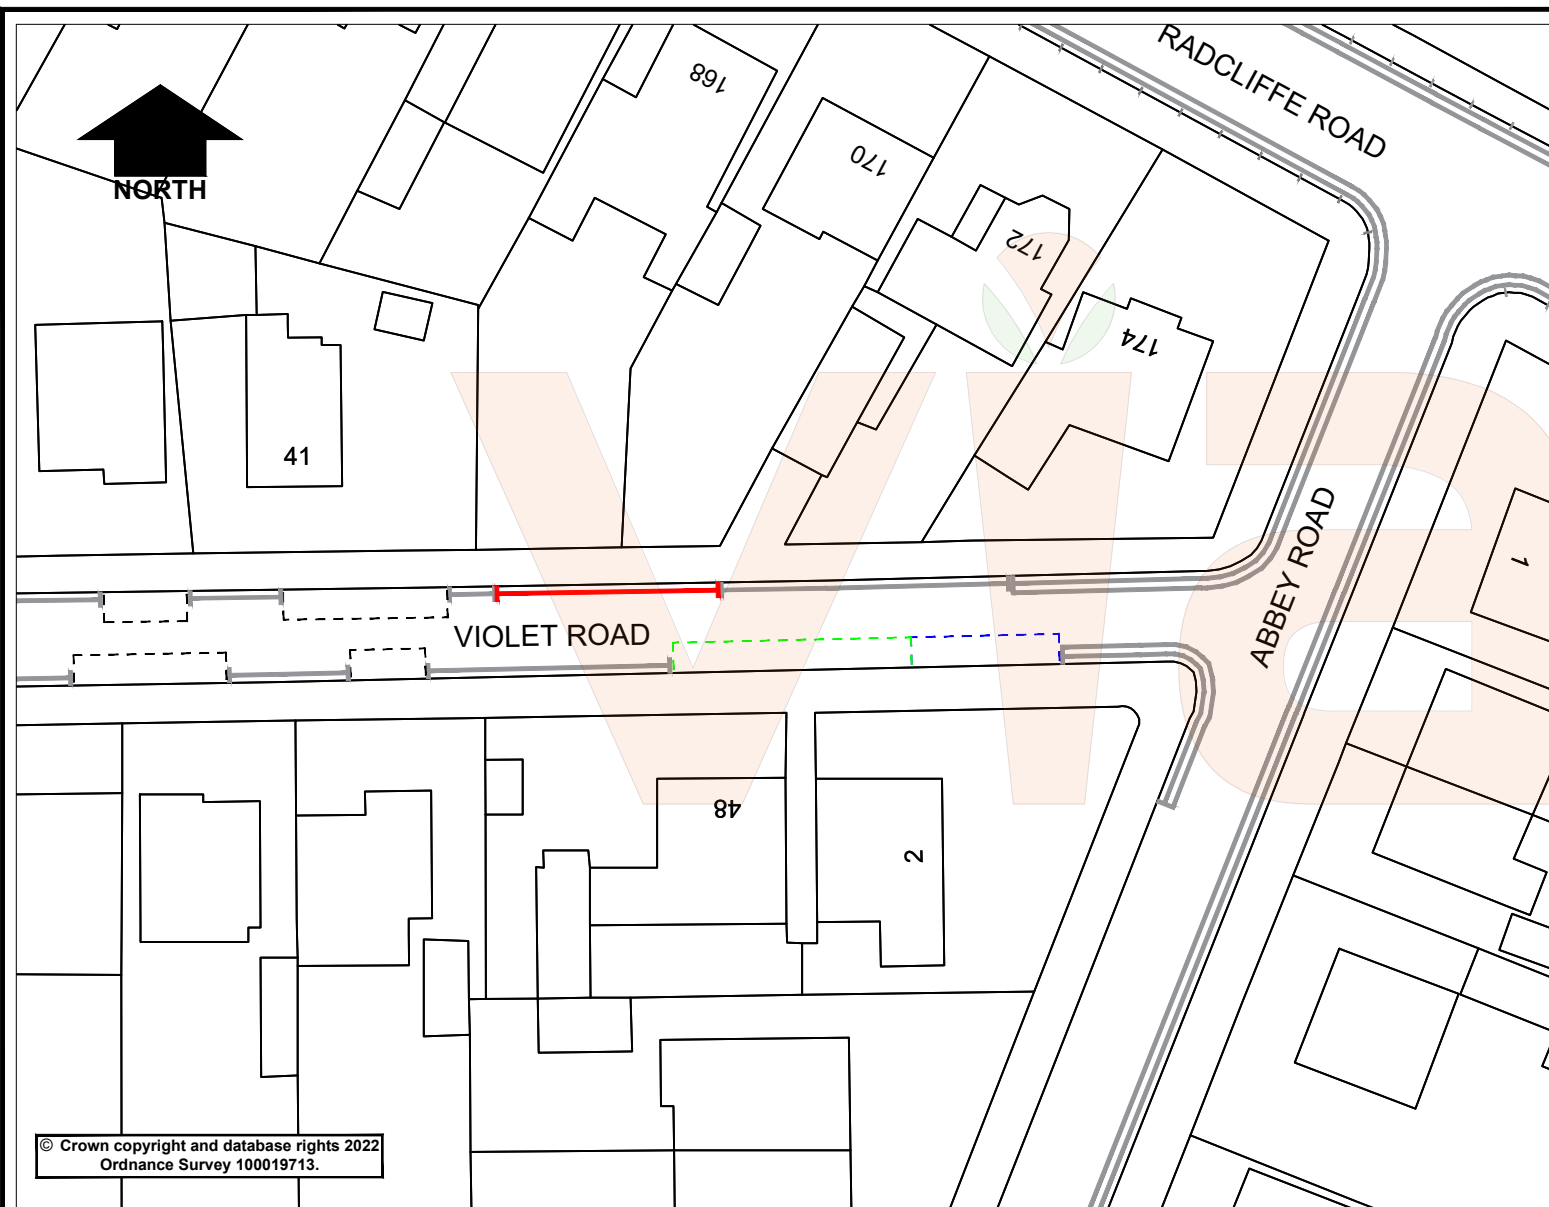 RADCLIFFE ROAD
168
170
NORTH
172
174
41
ABBEY ROAD
1
VIOLET ROAD
48
2
© Crown copyright and database rights 2022
Ordnance Survey 100019713.
via